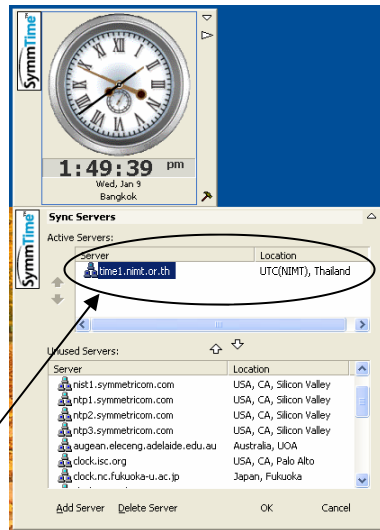 SymmTime
XII
1:49:39 pm
Wed, Jan 9
Bangkok
SymmTime
Sync Servers
Active Servers:
Server Location
time1.nimt.or.th UTC(NIMT), Thailand
Unused Servers:
Server Location
nist1.symmetricom.com USA, CA, Silicon Valley
ntp1.symmetricom.com USA, CA, Silicon Valley
ntp2.symmetricom.com USA, CA, Silicon Valley
ntp3.symmetricom.com USA, CA, Silicon Valley
augean.eleceng.adelaide.edu.au Australia, UOA
clock.isc.org USA, CA, Palo Alto
clock.nc.fukuoka-u.ac.jp Japan, Fukuoka
Add Server Delete Server OK Cancel